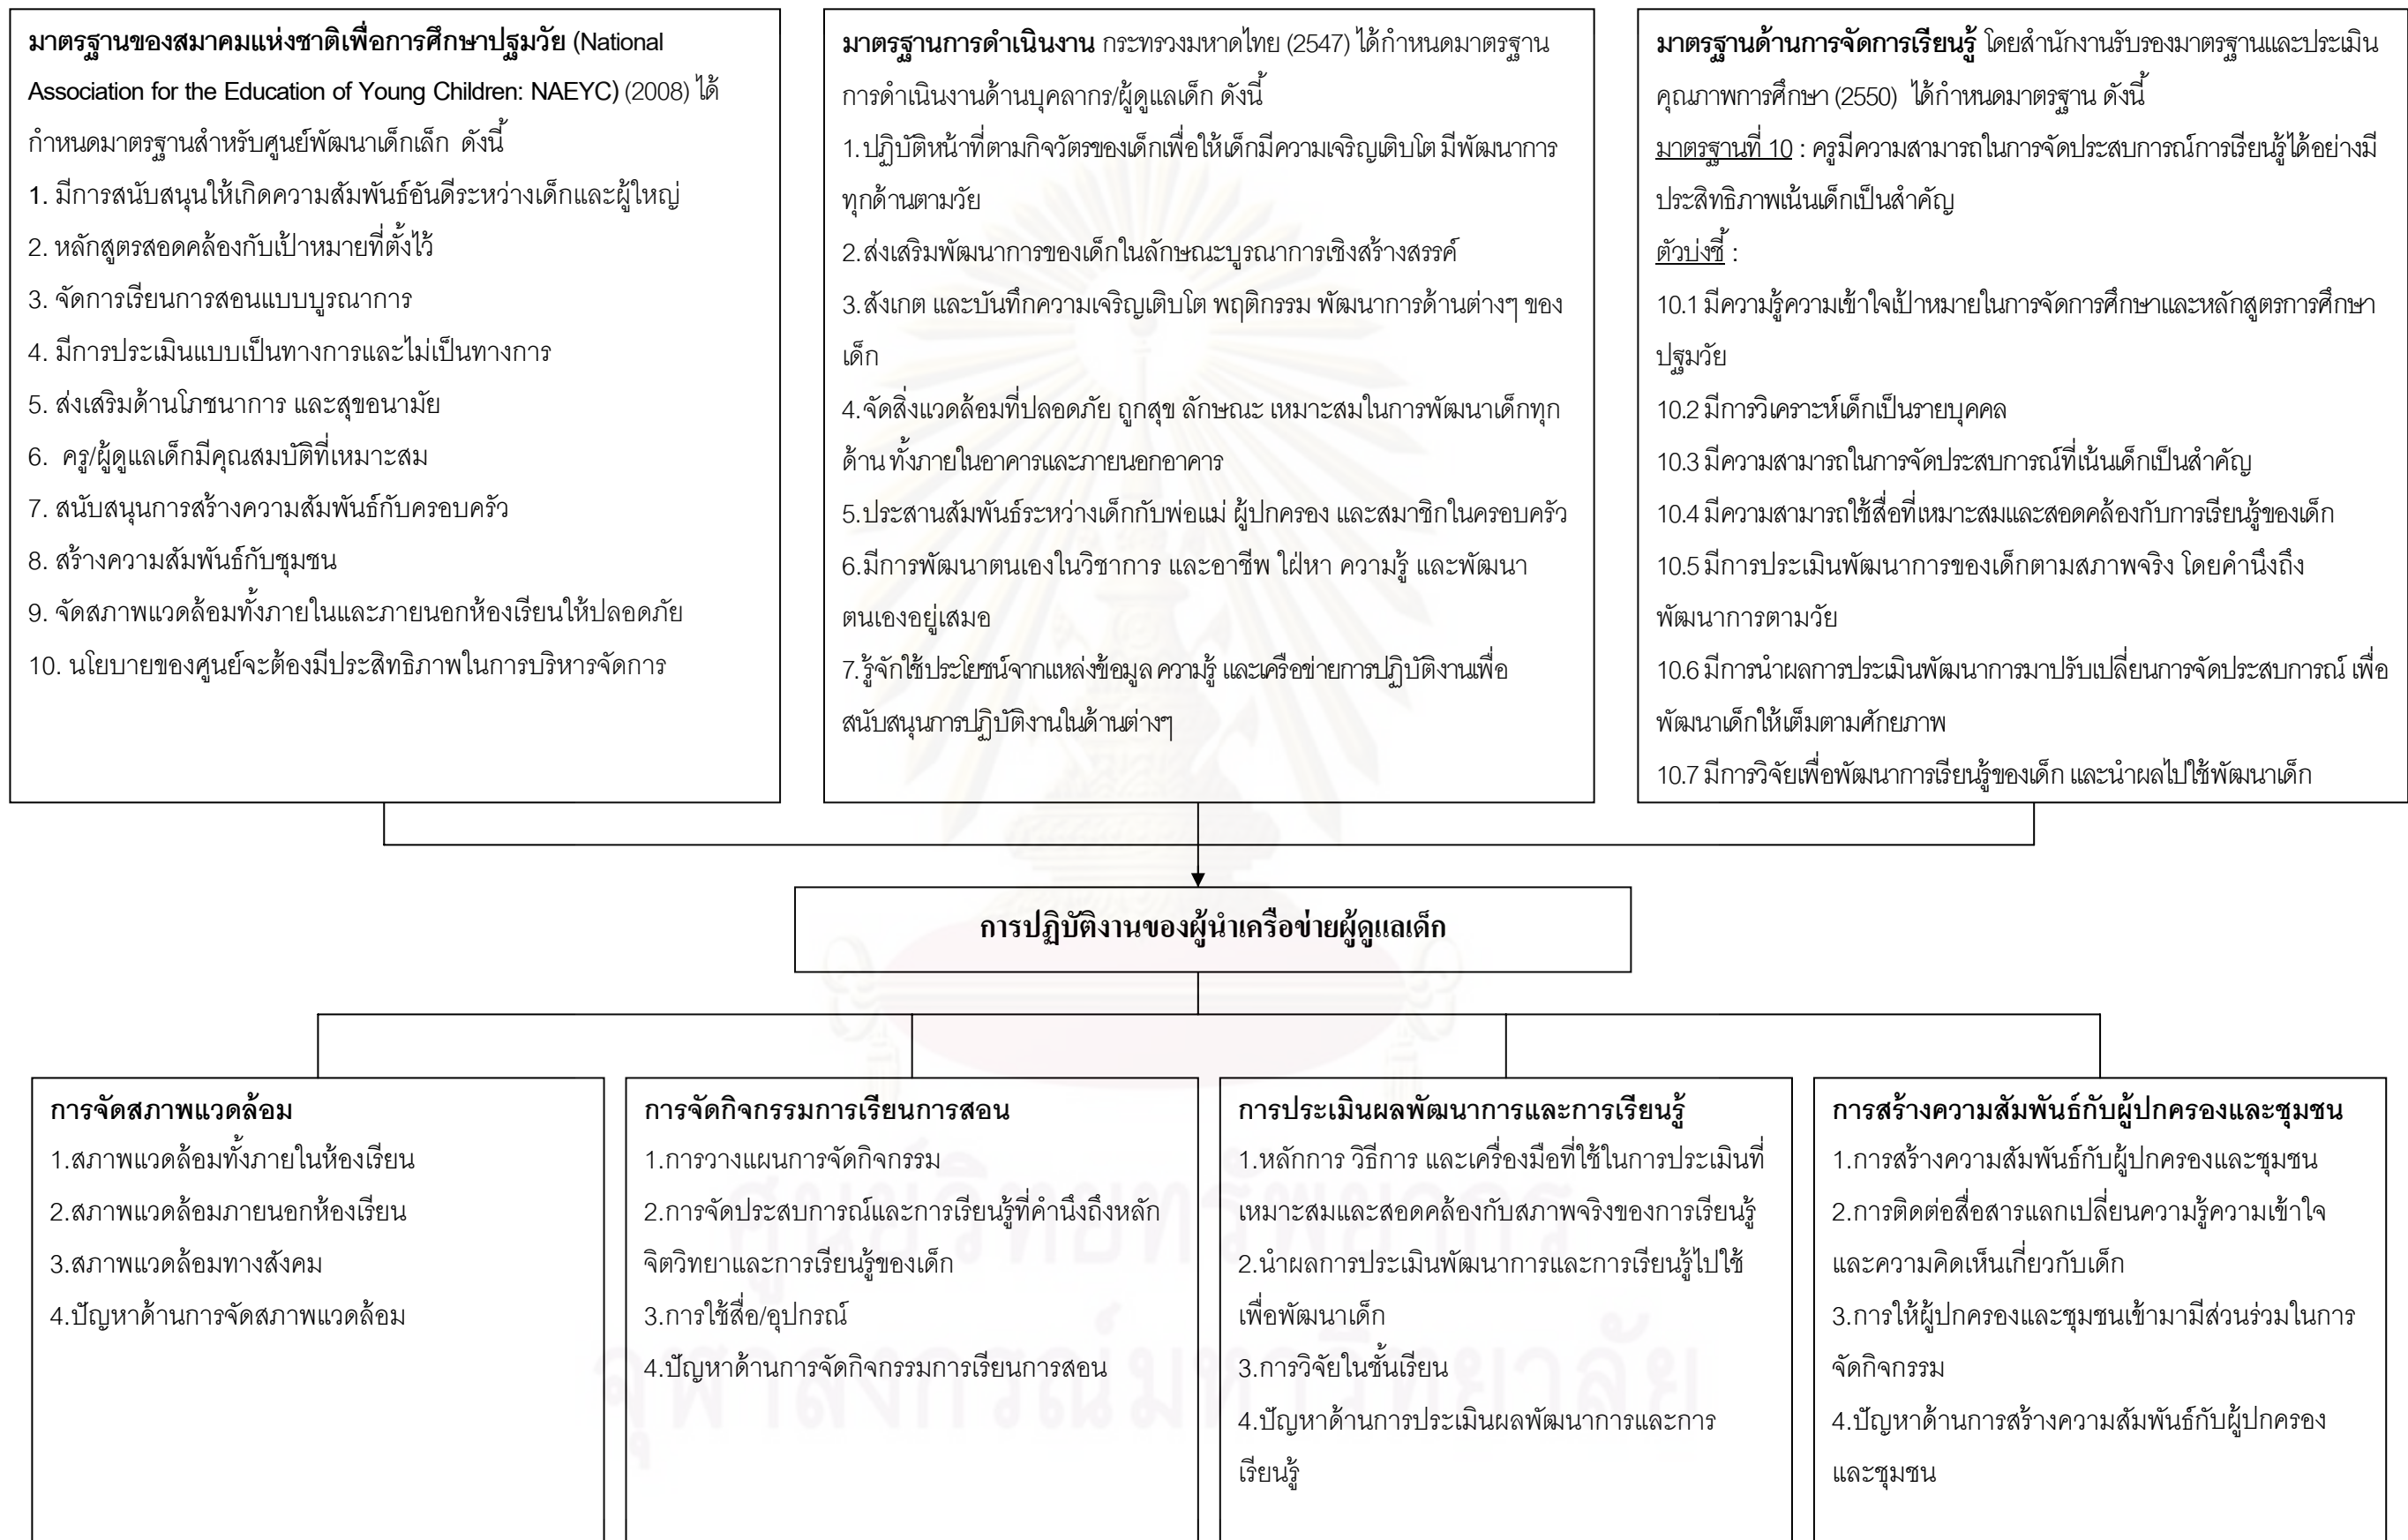 มาตรฐานของสมาคมแห่งชาติเพื่อการศึกษาปฐมวัย (National
Association for the Education of Young Children: NAEYC) (2008) ได้
กำหนดมาตรฐานสำหรับศูนย์พัฒนาเด็กเล็ก ดังนี้
1. มีการสนับสนุนให้เกิดความสัมพันธ์อันดีระหว่างเด็กและผู้ใหญ่
2. หลักสูตรสอดคล้องกับเป้าหมายที่ตั้งไว้
3. จัดการเรียนการสอนแบบบูรณาการ
4. มีการประเมินแบบเป็นทางการและไม่เป็นทางการ
5. ส่งเสริมด้านโภชนาการ และสุขอนามัย
6. ครู/ผู้ดูแลเด็กมีคุณสมบัติที่เหมาะสม
7. สนับสนุนการสร้างความสัมพันธ์กับครอบครัว
8. สร้างความสัมพันธ์กับชุมชน
9. จัดสภาพแวดล้อมทั้งภายในและภายนอกห้องเรียนให้ปลอดภัย
10. นโยบายของศูนย์จะต้องมีประสิทธิภาพในการบริหารจัดการ
มาตรฐานการดำเนินงาน กระทรวงมหาดไทย (2547) ได้กำหนดมาตรฐาน
การดำเนินงานด้านบุคลากร/ผู้ดูแลเด็ก ดังนี้
1. ปฏิบัติหน้าที่ตามกิจวัตรของเด็กเพื่อให้เด็กมีความเจริญเติบโต มีพัฒนาการ
ทุกด้านตามวัย
2. ส่งเสริมพัฒนาการของเด็กในลักษณะบูรณาการเชิงสร้างสรรค์
3. สังเกต และบันทึกความเจริญเติบโต พฤติกรรม พัฒนาการด้านต่างๆ ของ
เด็ก
4. จัดสิ่งแวดล้อมที่ปลอดภัย ถูกสุข ลักษณะ เหมาะสมในการพัฒนาเด็กทุก
ด้าน ทั้งภายในอาคารและภายนอกอาคาร
5.ประสานสัมพันธ์ระหว่างเด็กกับพ่อแม่ ผู้ปกครอง และสมาชิกในครอบครัว
6.มีการพัฒนาตนเองในวิชาการ และอาชีพ ใฝ่หา ความรู้ และพัฒนา
ตนเองอยู่เสมอ
7. รู้จักใช้ประโยชน์จากแหล่งข้อมูล ความรู้ และเครือข่ายการปฏิบัติงานเพื่อ
สนับสนุนการปฏิบัติงานในด้านต่างๆ
มาตรฐานด้านการจัดการเรียนรู้ โดยสำนักงานรับรองมาตรฐานและประเมิน
คุณภาพการศึกษา (2550) ได้กำหนดมาตรฐาน ดังนี้
มาตรฐานที่ 10 : ครูมีความสามารถในการจัดประสบการณ์การเรียนรู้ได้อย่างมี
ประสิทธิภาพเน้นเด็กเป็นสำคัญ
ตัวบ่งชี้ :
10.1 มีความรู้ความเข้าใจเป้าหมายในการจัดการศึกษาและหลักสูตรการศึกษา
ปฐมวัย
10.2 มีการวิเคราะห์เด็กเป็นรายบุคคล
10.3 มีความสามารถในการจัดประสบการณ์ที่เน้นเด็กเป็นสำคัญ
10.4 มีความสามารถใช้สื่อที่เหมาะสมและสอดคล้องกับการเรียนรู้ของเด็ก
10.5 มีการประเมินพัฒนาการของเด็กตามสภาพจริง โดยคำนึงถึง
พัฒนาการตามวัย
10.6 มีการนำผลการประเมินพัฒนาการมาปรับเปลี่ยนการจัดประสบการณ์ เพื่อ
พัฒนาเด็กให้เต็มตามศักยภาพ
10.7 มีการวิจัยเพื่อพัฒนาการเรียนรู้ของเด็ก และนำผลไปใช้พัฒนาเด็ก
การปฏิบัติงานของผู้นำเครือข่ายผู้ดูแลเด็ก
การจัดสภาพแวดล้อม
1.สภาพแวดล้อมทั้งภายในห้องเรียน
2.สภาพแวดล้อมภายนอกห้องเรียน
3.สภาพแวดล้อมทางสังคม
4.ปัญหาด้านการจัดสภาพแวดล้อม
การจัดกิจกรรมการเรียนการสอน
1.การวางแผนการจัดกิจกรรม
2.การจัดประสบการณ์และการเรียนรู้ที่คำนึงถึงหลัก
จิตวิทยาและการเรียนรู้ของเด็ก
3.การใช้สื่อ/อุปกรณ์
4.ปัญหาด้านการจัดกิจกรรมการเรียนการสอน
การประเมินผลพัฒนาการและการเรียนรู้
1.หลักการ วิธีการ และเครื่องมือที่ใช้ในการประเมินที่
เหมาะสมและสอดคล้องกับสภาพจริงของการเรียนรู้
2.นำผลการประเมินพัฒนาการและการเรียนรู้ไปใช้
เพื่อพัฒนาเด็ก
3.การวิจัยในชั้นเรียน
4.ปัญหาด้านการประเมินผลพัฒนาการและการ
เรียนรู้
การสร้างความสัมพันธ์กับผู้ปกครองและชุมชน
1.การสร้างความสัมพันธ์กับผู้ปกครองและชุมชน
2.การติดต่อสื่อสารแลกเปลี่ยนความรู้ความเข้าใจ
และความคิดเห็นเกี่ยวกับเด็ก
3.การให้ผู้ปกครองและชุมชนเข้ามามีส่วนร่วมในการ
จัดกิจกรรม
4.ปัญหาด้านการสร้างความสัมพันธ์กับผู้ปกครอง
และชุมชน
ศูนย์วิทยทรัพยากร
จุฬาลงกรณ์มหาวิทยาลัย